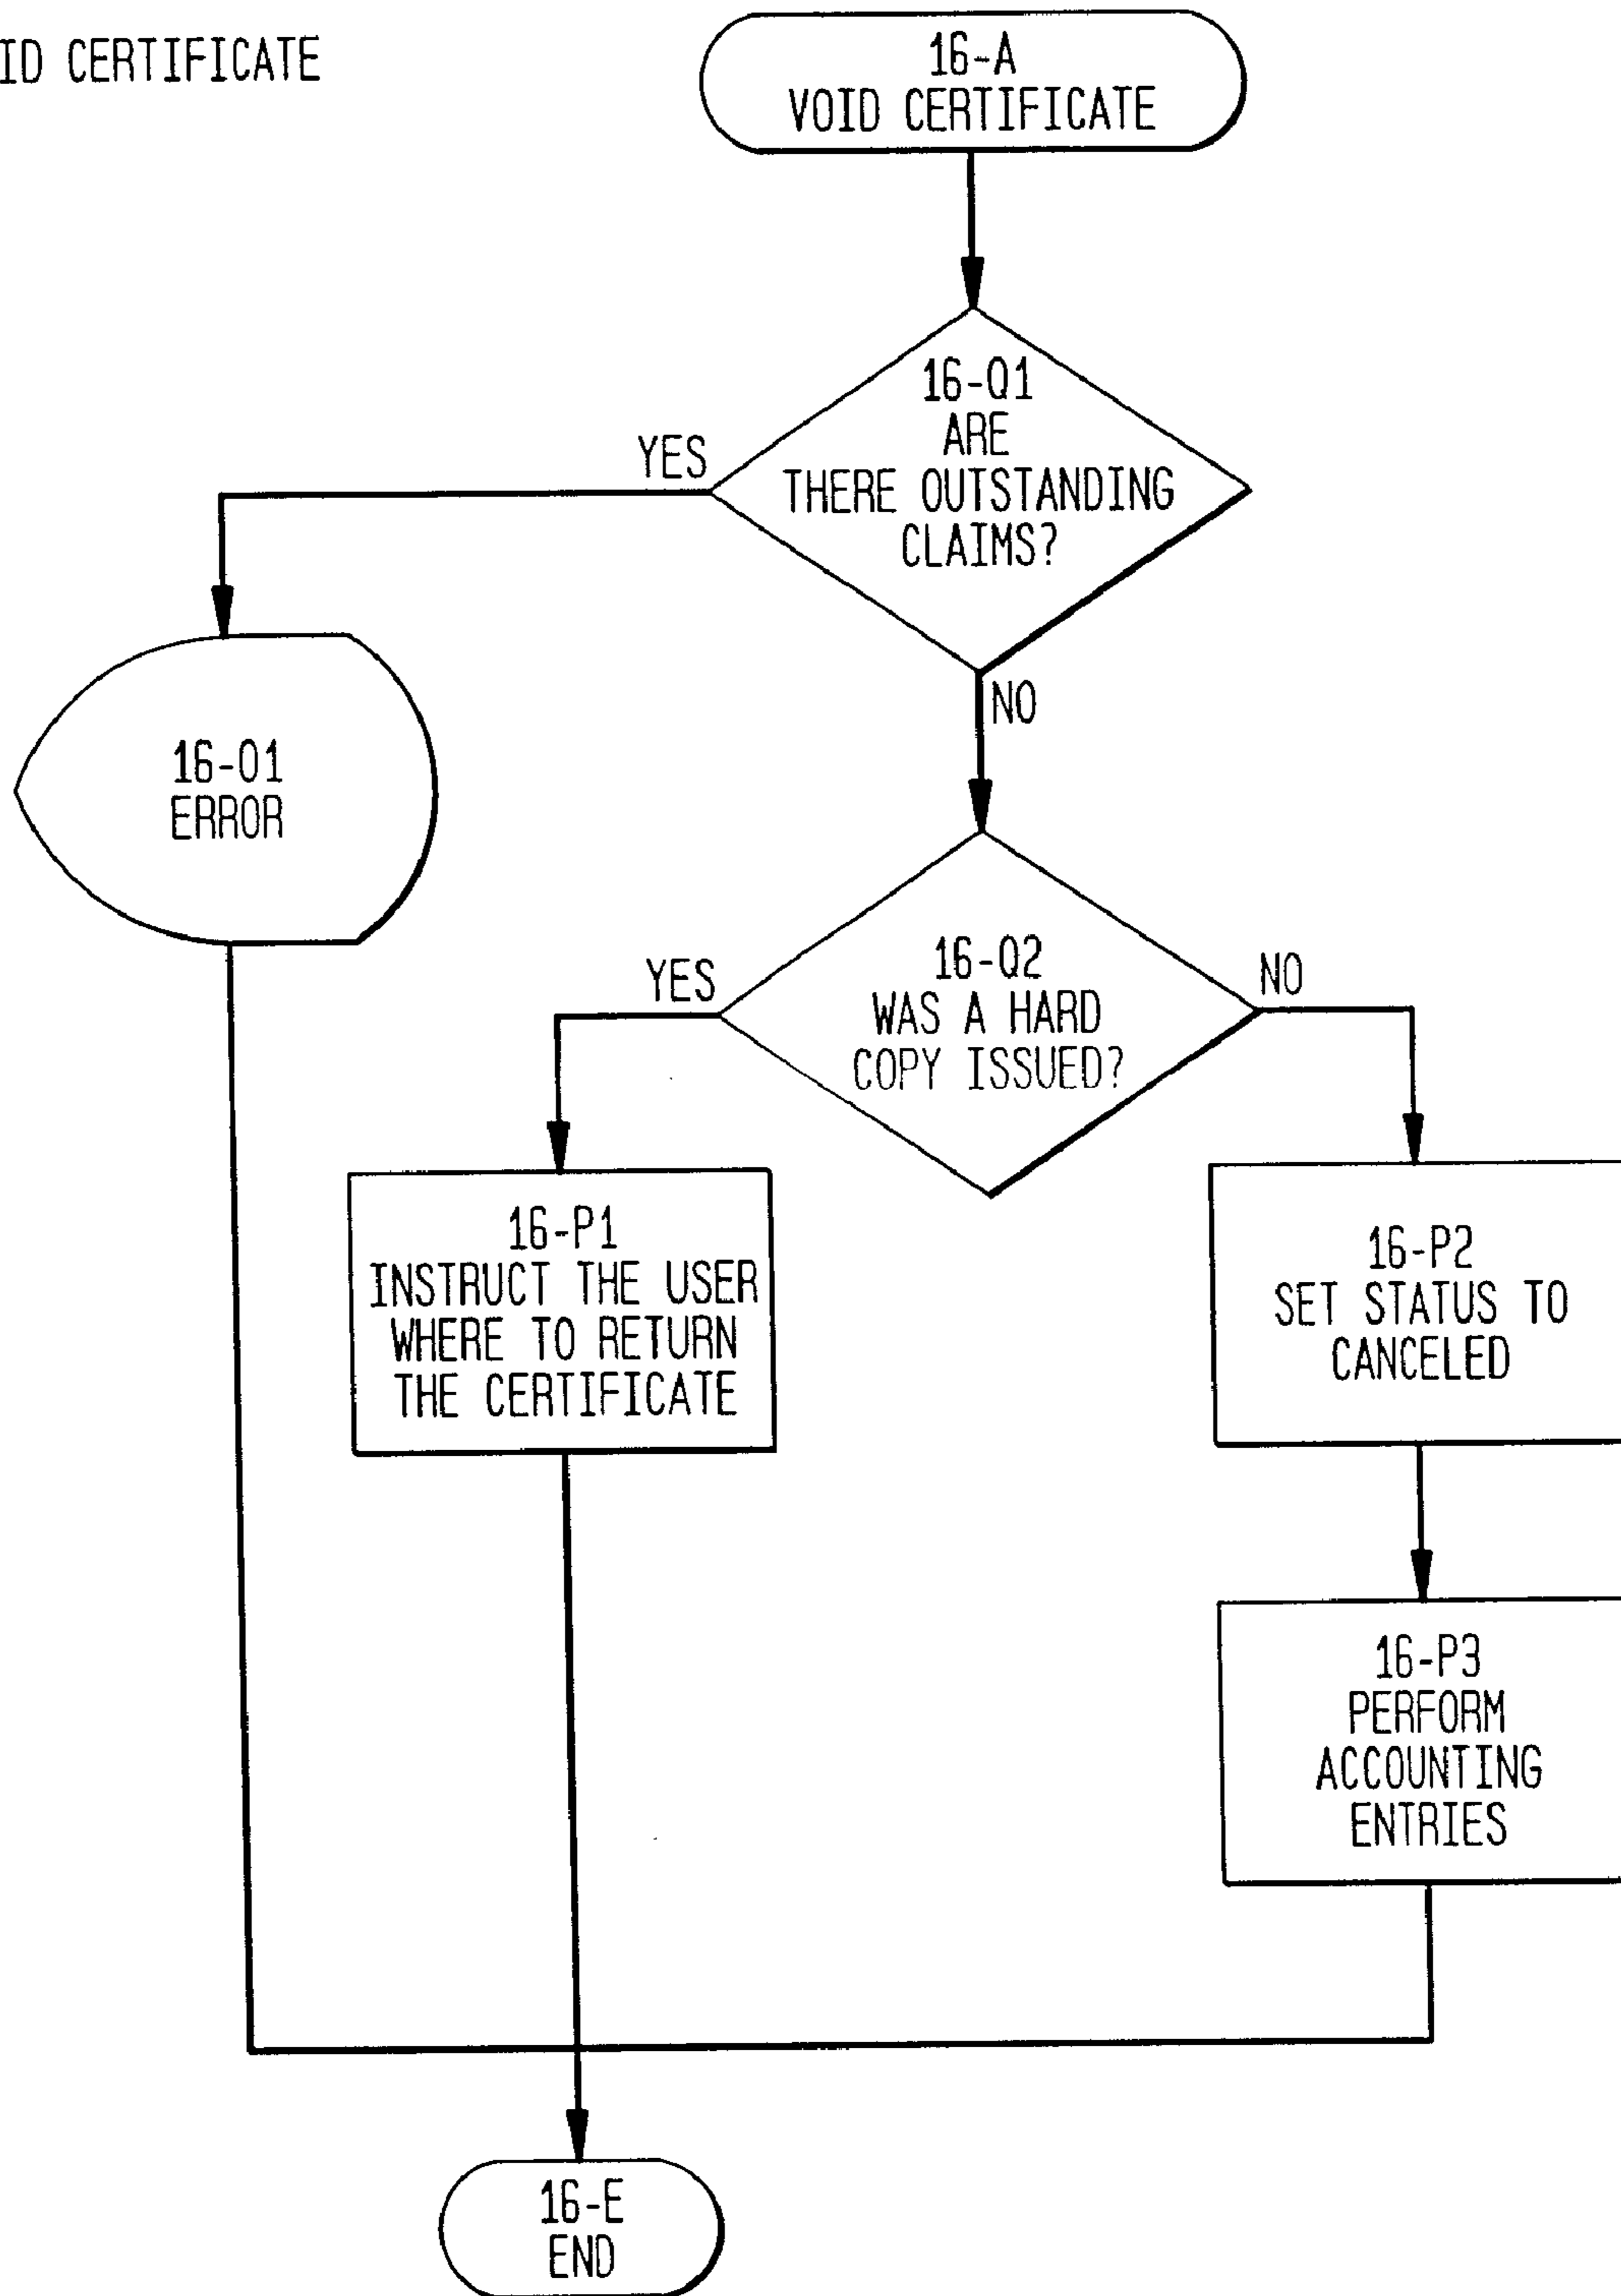 ID CERTIFICATE
16-A
VOID CERTIFICATE
16-Q1
ARE
THERE OUTSTANDING
CLAIMS?
YES
NO
16-O1
ERROR
16-Q2
WAS A HARD
COPY ISSUED?
YES
NO
16-P1
INSTRUCT THE USER
WHERE TO RETURN
THE CERTIFICATE
16-P2
SET STATUS TO
CANCELED
16-P3
PERFORM
ACCOUNTING
ENTRIES
16-E
END